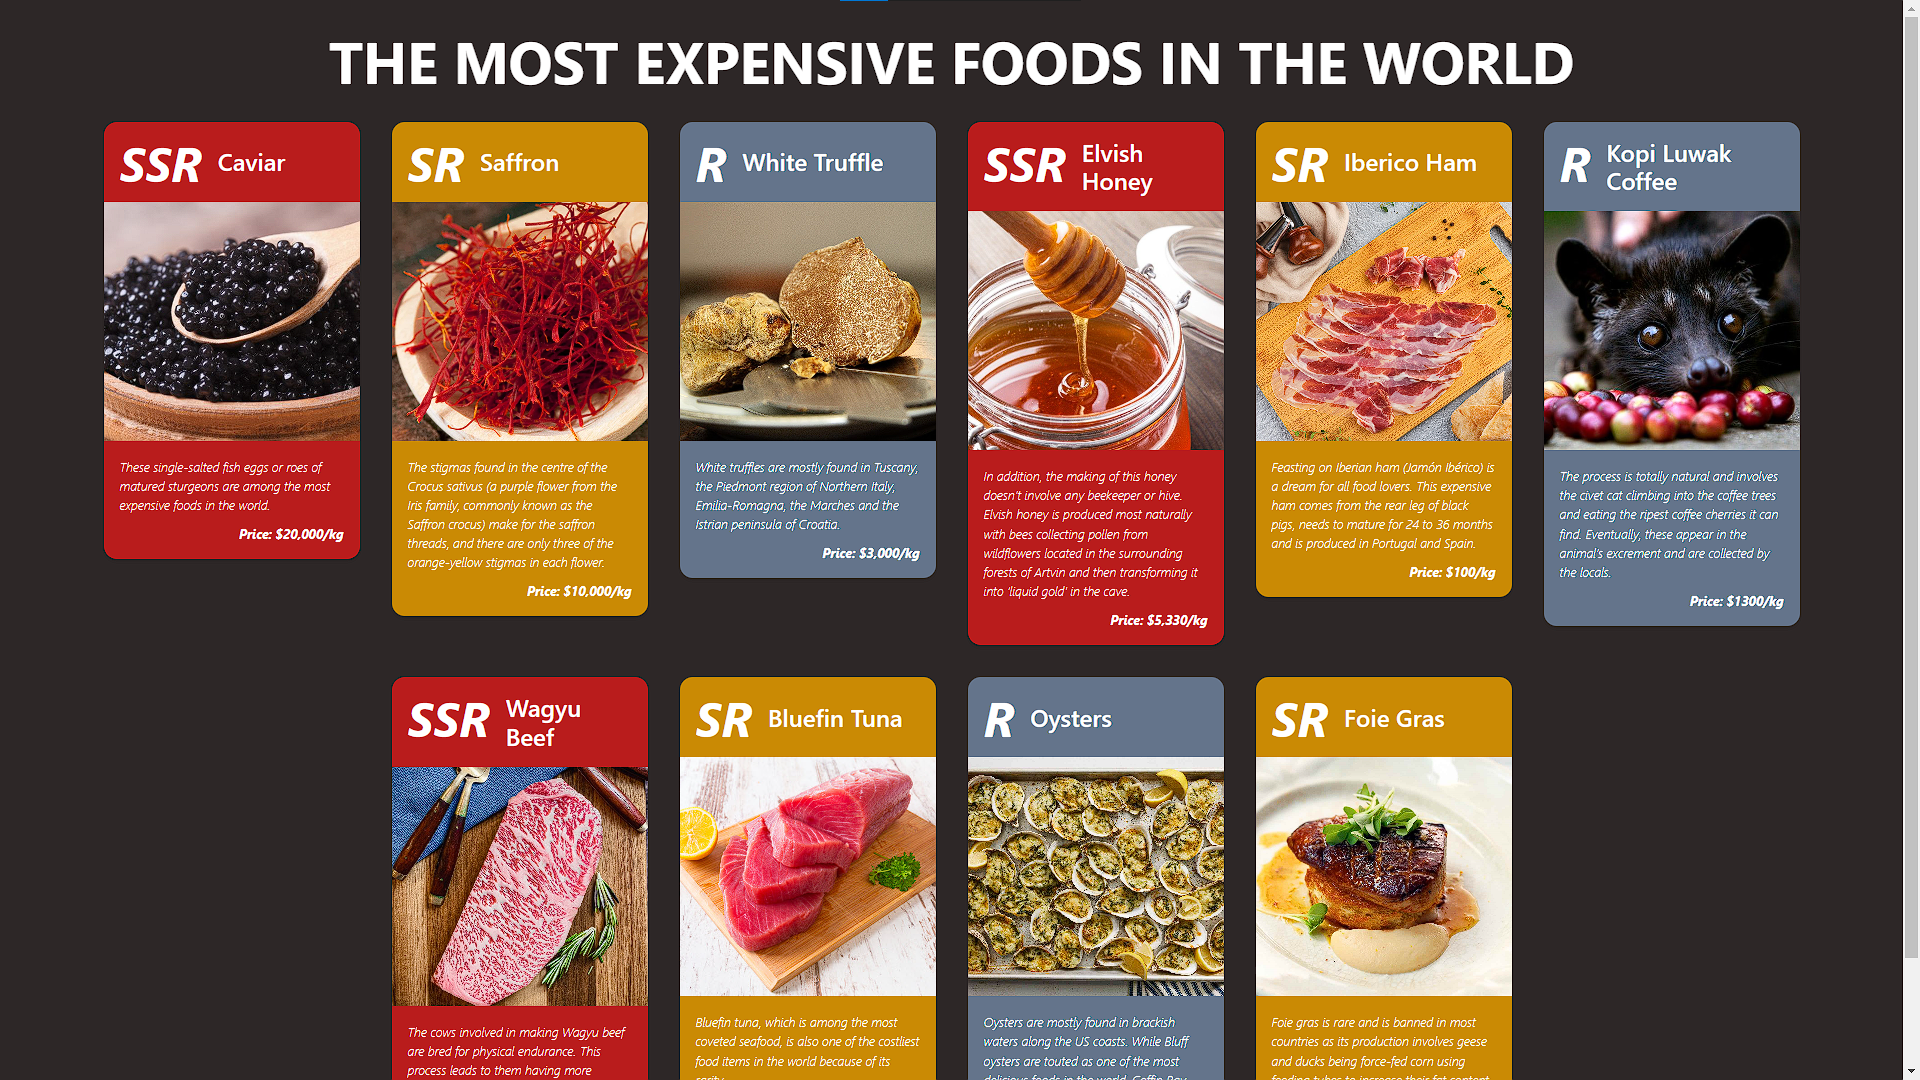 THE MOST EXPENSIVE FOODS IN THE WORLD
SSR Caviar
These single-salted fish eggs or roes of
matured sturgeons are among the most
expensive foods in the world.
Price: $20,000/kg
SR Saffron
The stigmas found in the centre of the
Crocus sativus (a purple flower from the
Iris family, commonly known as the
Saffron crocus) make for the saffron
threads, and there are only three of the
orange-yellow stigmas in each flower.
Price: $10,000/kg
R White Truffle
White truffles are mostly found in Tuscany,
the Piedmont region of Northern Italy,
Emilia-Romagna, the Marches and the
Istrian peninsula of Croatia.
Price: $3,000/kg
SSR Elvish
Honey
In addition, the making of this honey
doesn't involve any beekeeper or hive.
Elvish honey is produced most naturally
with bees collecting pollen from
wildflowers located in the surrounding
forests of Artvin and then transforming it
into 'liquid gold' in the cave.
Price: $5,330/kg
SR Iberico Ham
Feasting on Iberian ham (Jamón Ibérico) is
a dream for all food lovers. This expensive
ham comes from the rear leg of black
pigs, needs to mature for 24 to 36 months
and is produced in Portugal and Spain.
Price: $100/kg
R Kopi Luwak
Coffee
The process is totally natural and involves
the civet cat climbing into the coffee trees
and eating the ripest coffee cherries it can
find. Eventually, these appear in the
animal's excrement and are collected by
the locals.
Price: $1300/kg
SSR Wagyu
Beef
The cows involved in making Wagyu beef
are bred for physical endurance. This
process leads to them having more
SR Bluefin Tuna
Bluefin tuna, which is among the most
coveted seafood, is also one of the costliest
food items in the world because of its
rarity.
R Oysters
Oysters are mostly found in brackish
waters along the US coasts. While Bluff
oysters are touted as one of the most
delicious foods in the world, Coffin Bay
SR Foie Gras
Foie gras is rare and is banned in most
countries as its production involves geese
and ducks being force-fed corn using
feeding tubes to increase their fat content